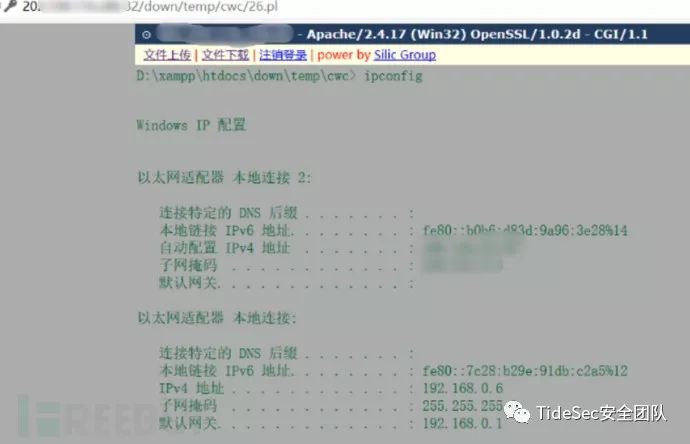 32/down/temp/cwc/26.pl
- Apache/2.4.17 (Win32) OpenSSL/1.0.2d - CGI/1.1
文件上传 | 文件下载 | 注销登录 | power by Silic Group
D:\xampp\htdocs\down\temp\cwc> ipconfig
Windows IP 配置
以太网适配器 本地连接 2:
连接特定的 DNS 后缀 . . . . . . . :
本地链接 IPv6 地址. . . . . . . . : fe80::b0b6:d83d:9a96:3e28%14
自动配置 IPv4 地址 . . . . . . . :
子网掩码 . . . . . . . . . . . . :
默认网关. . . . . . . . . . . . . :
以太网适配器 本地连接:
连接特定的 DNS 后缀 . . . . . . . :
本地链接 IPv6 地址. . . . . . . . : fe80::7c28:b29e:91db:c2a5%12
IPv4 地址 . . . . . . . . . . . . : 192.168.0.6
子网掩码 . . . . . . . . . . . . : 255.255.255
默认网关. . . . . . . . . . . . . : 192.168.0.1
TideSec安全团队